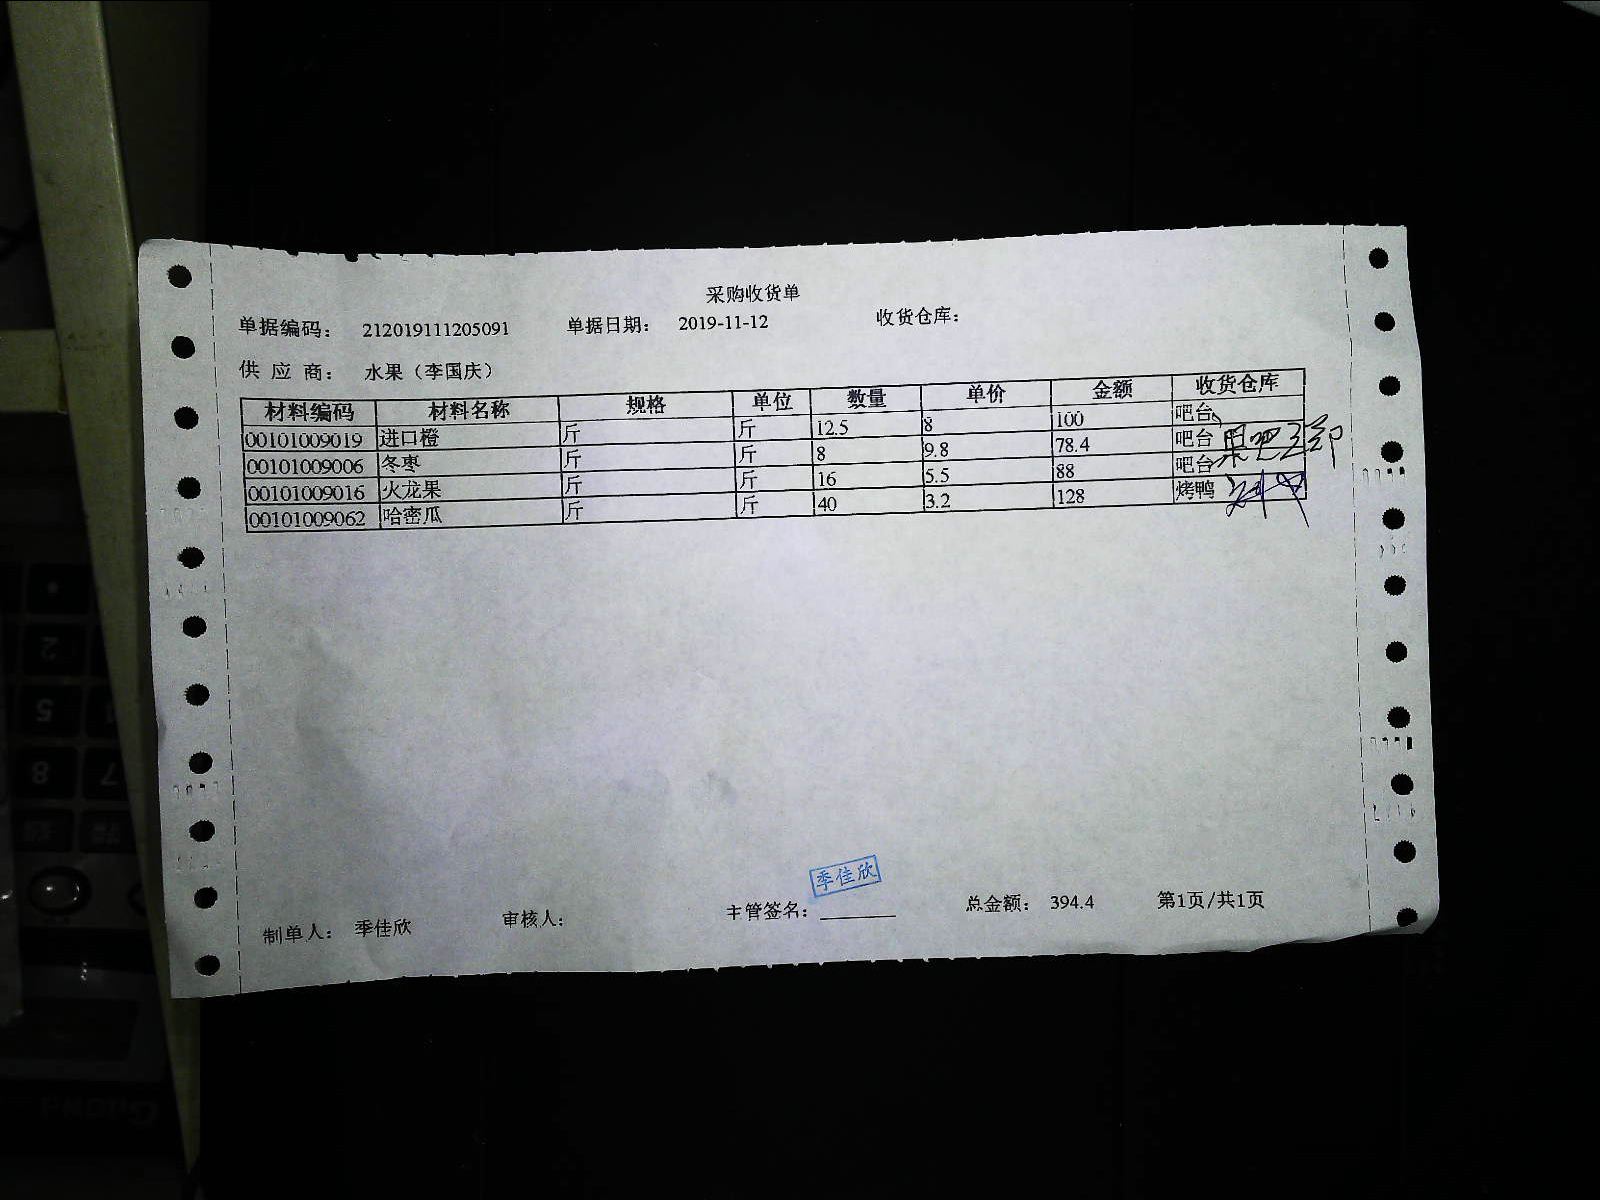 采购收货单
单据编码： 212019111205091 单据日期： 2019-11-12 收货仓库：
供 应 商： 水果（李国庆）
材料编码 材料名称 规格 单位 数量 单价 金额 收货仓库
00101009019 进口橙 斤 斤 12.5 8 100 吧台
00101009006 冬枣 斤 斤 8 9.8 78.4 吧台 果吧
00101009016 火龙果 斤 斤 16 5.5 88 吧台
00101009062 哈密瓜 斤 斤 40 3.2 128 烤鸭
季佳欣
制单人： 季佳欣 审核人： 主管签名： 总金额： 394.4 第1页/共1页
2
5
8 7